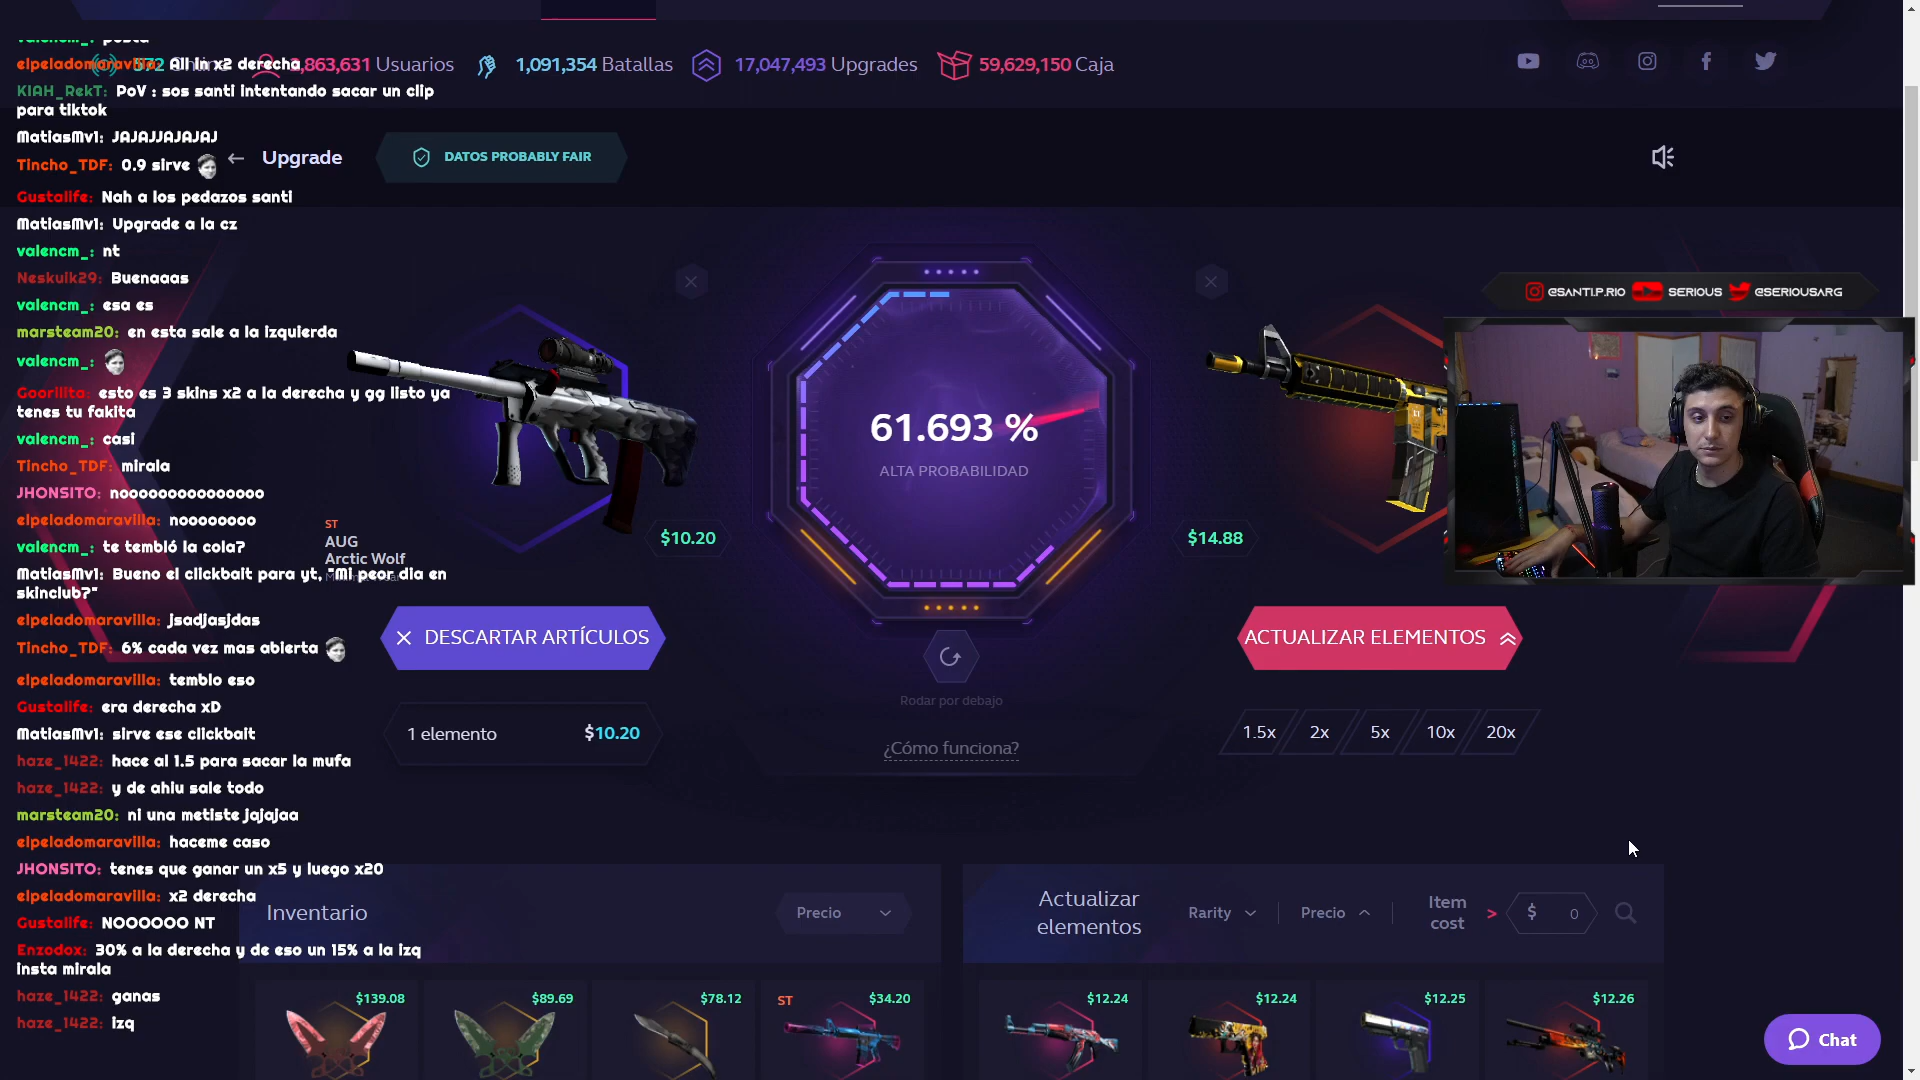 valencm_: posta
elpeladomaravilla: All in x2 derecha
KIAH_RekT: PoV : sos santi intentando sacar un clip
para tiktok
MatiasMv1: JAJAJJAJAJAJ
Tincho_TDF: 0.9 sirve
Gustalife: Nah a los pedazos santi
MatiasMv1: Upgrade a la cz
valencm_: nt
Neskuik29: Buenaaas
valencm_: esa es
marsteam20: en esta sale a la izquierda
valencm_:
Goorilita: esto es 3 skins x2 a la derecha y gg listo ya
tenes tu fakita
valencm_: casi
Tincho_TDF: mirala
JHONSITO: nooooooooooooooo
elpeladomaravilla: noooooooo
valencm_: te tembló la cola?
MatiasMv1: Bueno el clickbait para yt, "Mi peor dia en
skinclub?"
elpeladomaravilla: jsadjasjdas
Tincho_TDF: 6% cada vez mas abierta
elpeladomaravilla: temblo eso
Gustalife: era derecha xD
MatiasMv1: sirve ese clickbait
haze_1422: hace al 1.5 para sacar la mufa
haze_1422: y de ahiu sale todo
marsteam20: ni una metiste jajajaa
elpeladomaravilla: haceme caso
JHONSITO: tenes que ganar un x5 y luego x20
elpeladomaravilla: x2 derecha
Gustalife: NOOOOOO NT
Enzodox: 30% a la derecha y de eso un 15% a la izq
insta mirala
haze_1422: ganas
haze_1422: izq
572
863,631 Usuarios
1,091,354 Batallas
17,047,493 Upgrades
59,629,150 Caja
Upgrade
DATOS PROBABLY FAIR
@SANTI.P.RIO SERIOUS @SERIOUSARG
61.693 %
ALTA PROBABILIDAD
ST
AUG
Arctic Wolf
$10.20
$14.88
DESCARTAR ARTÍCULOS
ACTUALIZAR ELEMENTOS
Rodar por debajo
1 elemento $10.20
¿Cómo funciona?
1.5x 2x 5x 10x 20x
Inventario
Precio
Actualizar
elementos
Rarity
Precio
Item
cost
> $ 0
$139.08
$89.69
$78.12
ST $34.20
$12.24
$12.24
$12.25
$12.26
Chat